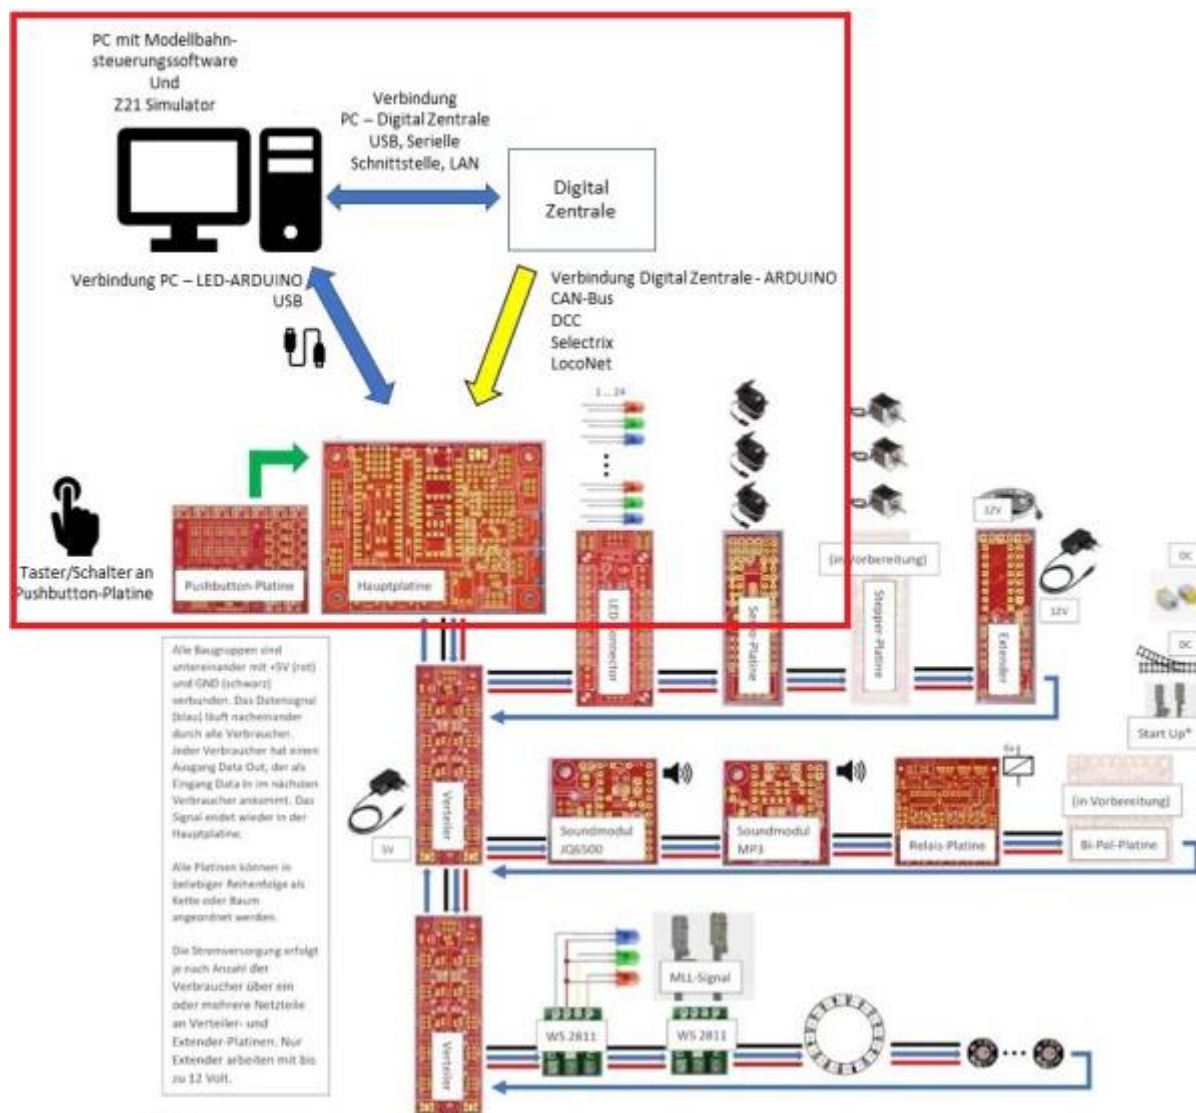 PC mit Modellbahn-
steuerungssoftware
Und
Z21 Simulator
Verbindung
PC – Digital Zentrale
USB, Serielle
Schnittstelle, LAN
Digital
Zentrale
Verbindung PC – LED-ARDUINO
USB
Verbindung Digital Zentrale - ARDUINO
CAN-Bus
DCC
Selectrix
LocoNet
1 ... 24
Taster/Schalter an
Pushbutton-Platine
Pushbutton-Platine
Hauptplatine
LED-Connector
Servo-Platine
(in Vorbereitung)
Stepper-Platine
12V
Extender
12V
DC
DC
Start Up*
Alle Baugruppen sind
untereinander mit +5V (rot)
und GND (schwarz)
verbunden. Das Datensignal
(blau) läuft nacheinander
durch alle Verbraucher.
Jeder Verbraucher hat einen
Ausgang Data Out, der als
Eingang Data In im nächsten
Verbraucher ankommt. Das
Signal endet wieder in der
Hauptplatine.
Alle Platinen können in
beliebiger Reihenfolge als
Kette oder Baum
angeordnet werden.
Die Stromversorgung erfolgt
je nach Anzahl der
Verbraucher über ein
oder mehrere Netzteile
an Verteiler- und
Extender-Platinen. Nur
Extender arbeiten mit bis
zu 12 Volt.
5V
Verteiler
Soundmodul
JQ6500
Soundmodul
MP3
Relais-Platine
(in Vorbereitung)
Bi-Pol-Platine
Verteiler
WS 2811
MLL-Signal
WS 2811